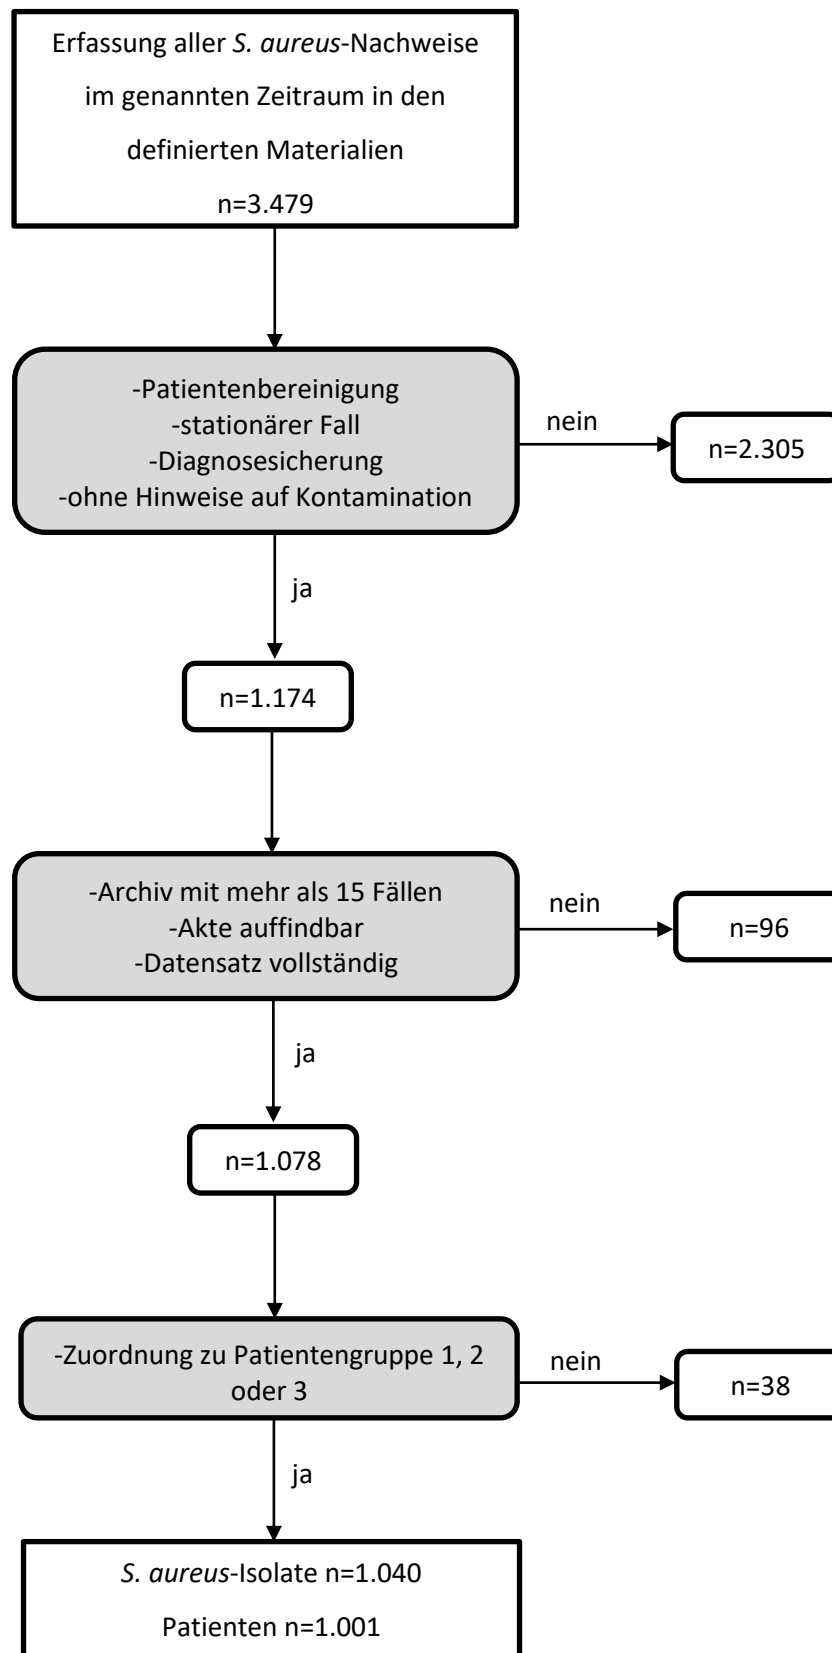 Erfassung aller S. aureus-Nachweise
im genannten Zeitraum in den
definierten Materialien
n=3.479
-Patientenbereinigung
-stationärer Fall
-Diagnosesicherung
-ohne Hinweise auf Kontamination
nein
n=2.305
ja
n=1.174
-Archiv mit mehr als 15 Fällen
-Akte auffindbar
-Datensatz vollständig
nein
n=96
ja
n=1.078
-Zuordnung zu Patientengruppe 1, 2
oder 3
nein
n=38
ja
S. aureus-Isolate n=1.040
Patienten n=1.001